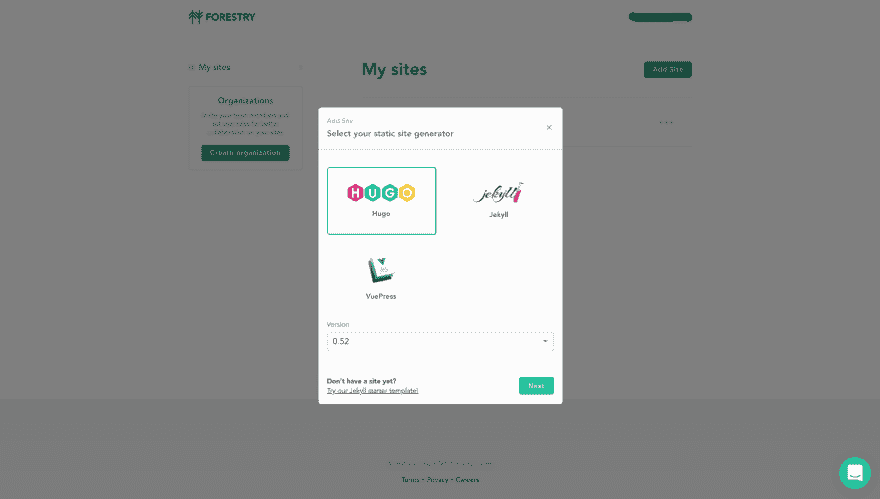 FORESTRY
My sites
My sites
Add Site
Organizations
Create organization
Add Site
Select your static site generator
HUGO
Hugo
jekyll
Jekyll
VuePress
Version
0.52
Don't have a site yet?
Try our Jekyll starter template!
Next
Terms • Privacy • Careers